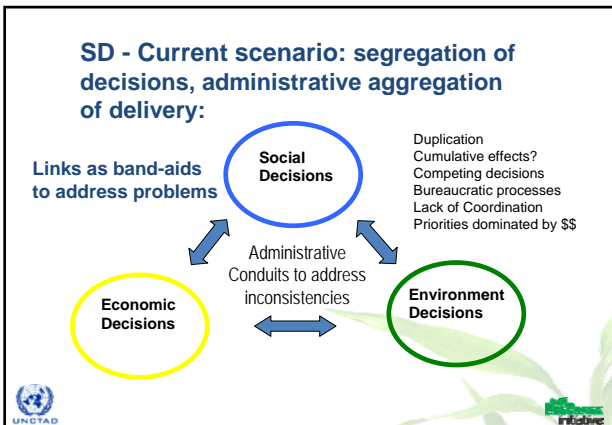 SD - Current scenario: segregation of
decisions, administrative aggregation
of delivery:
Links as band-aids
to address problems
Social
Decisions
Duplication
Cumulative effects?
Competing decisions
Bureaucratic processes
Lack of Coordination
Priorities dominated by $$
Administrative
Conduits to address
inconsistencies
Economic
Decisions
Environment
Decisions
UNCTAD
initiative